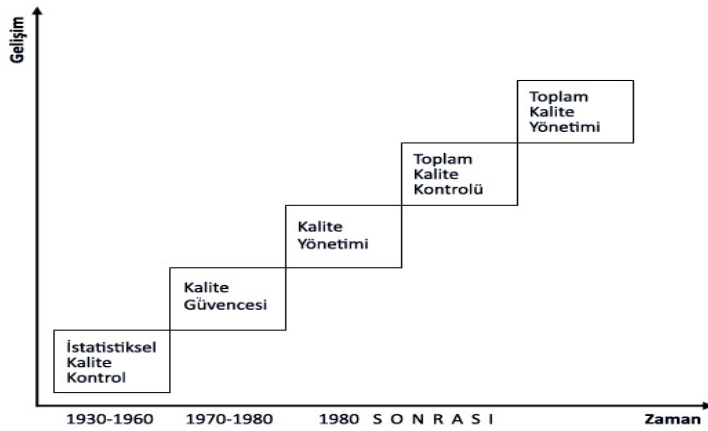 Gelişim
Toplam
Kalite
Yönetimi
Toplam
Kalite
Kontrolü
Kalite
Yönetimi
Kalite
Güvencesi
İstatistiksel
Kalite
Kontrol
1930-1960 1970-1980 1980 S O N R A S I Zaman